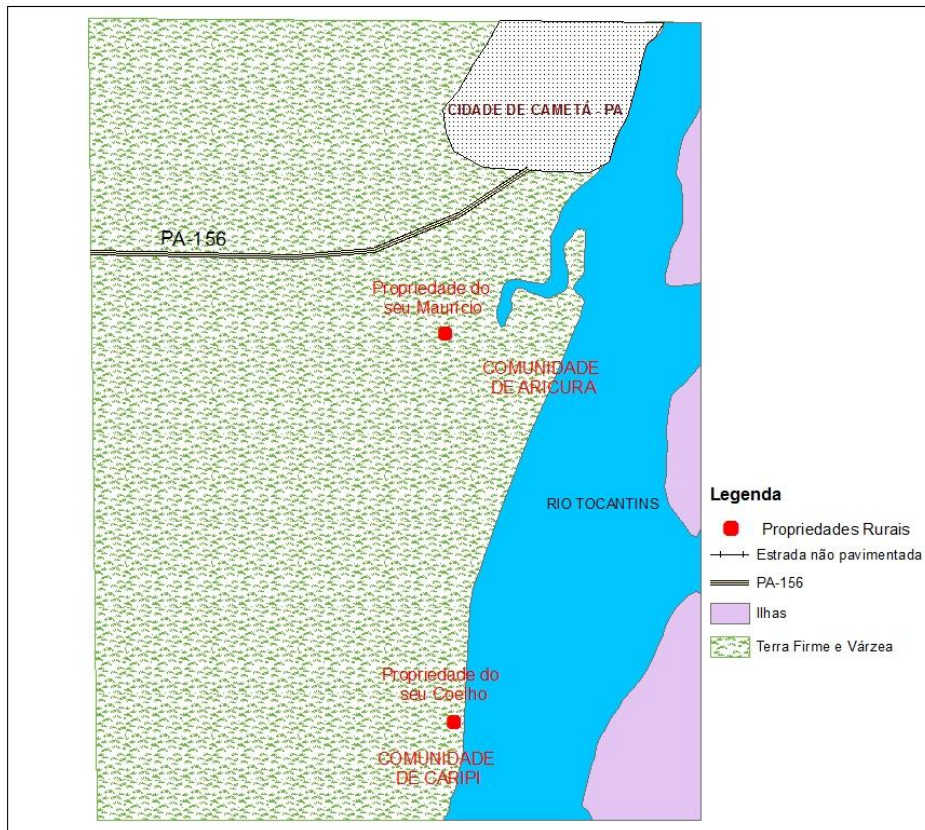 CIDADE DE CAMETÁ - PA
PA-156
Propriedade do
seu Maurício
COMUNIDADE
DE ARICURA
RIO TOCANTINS
Propriedade do
seu Coelho
COMUNIDADE
DE CARIPI
Legenda
Propriedades Rurais
Estrada não pavimentada
PA-156
Ilhas
Terra Firme e Várzea